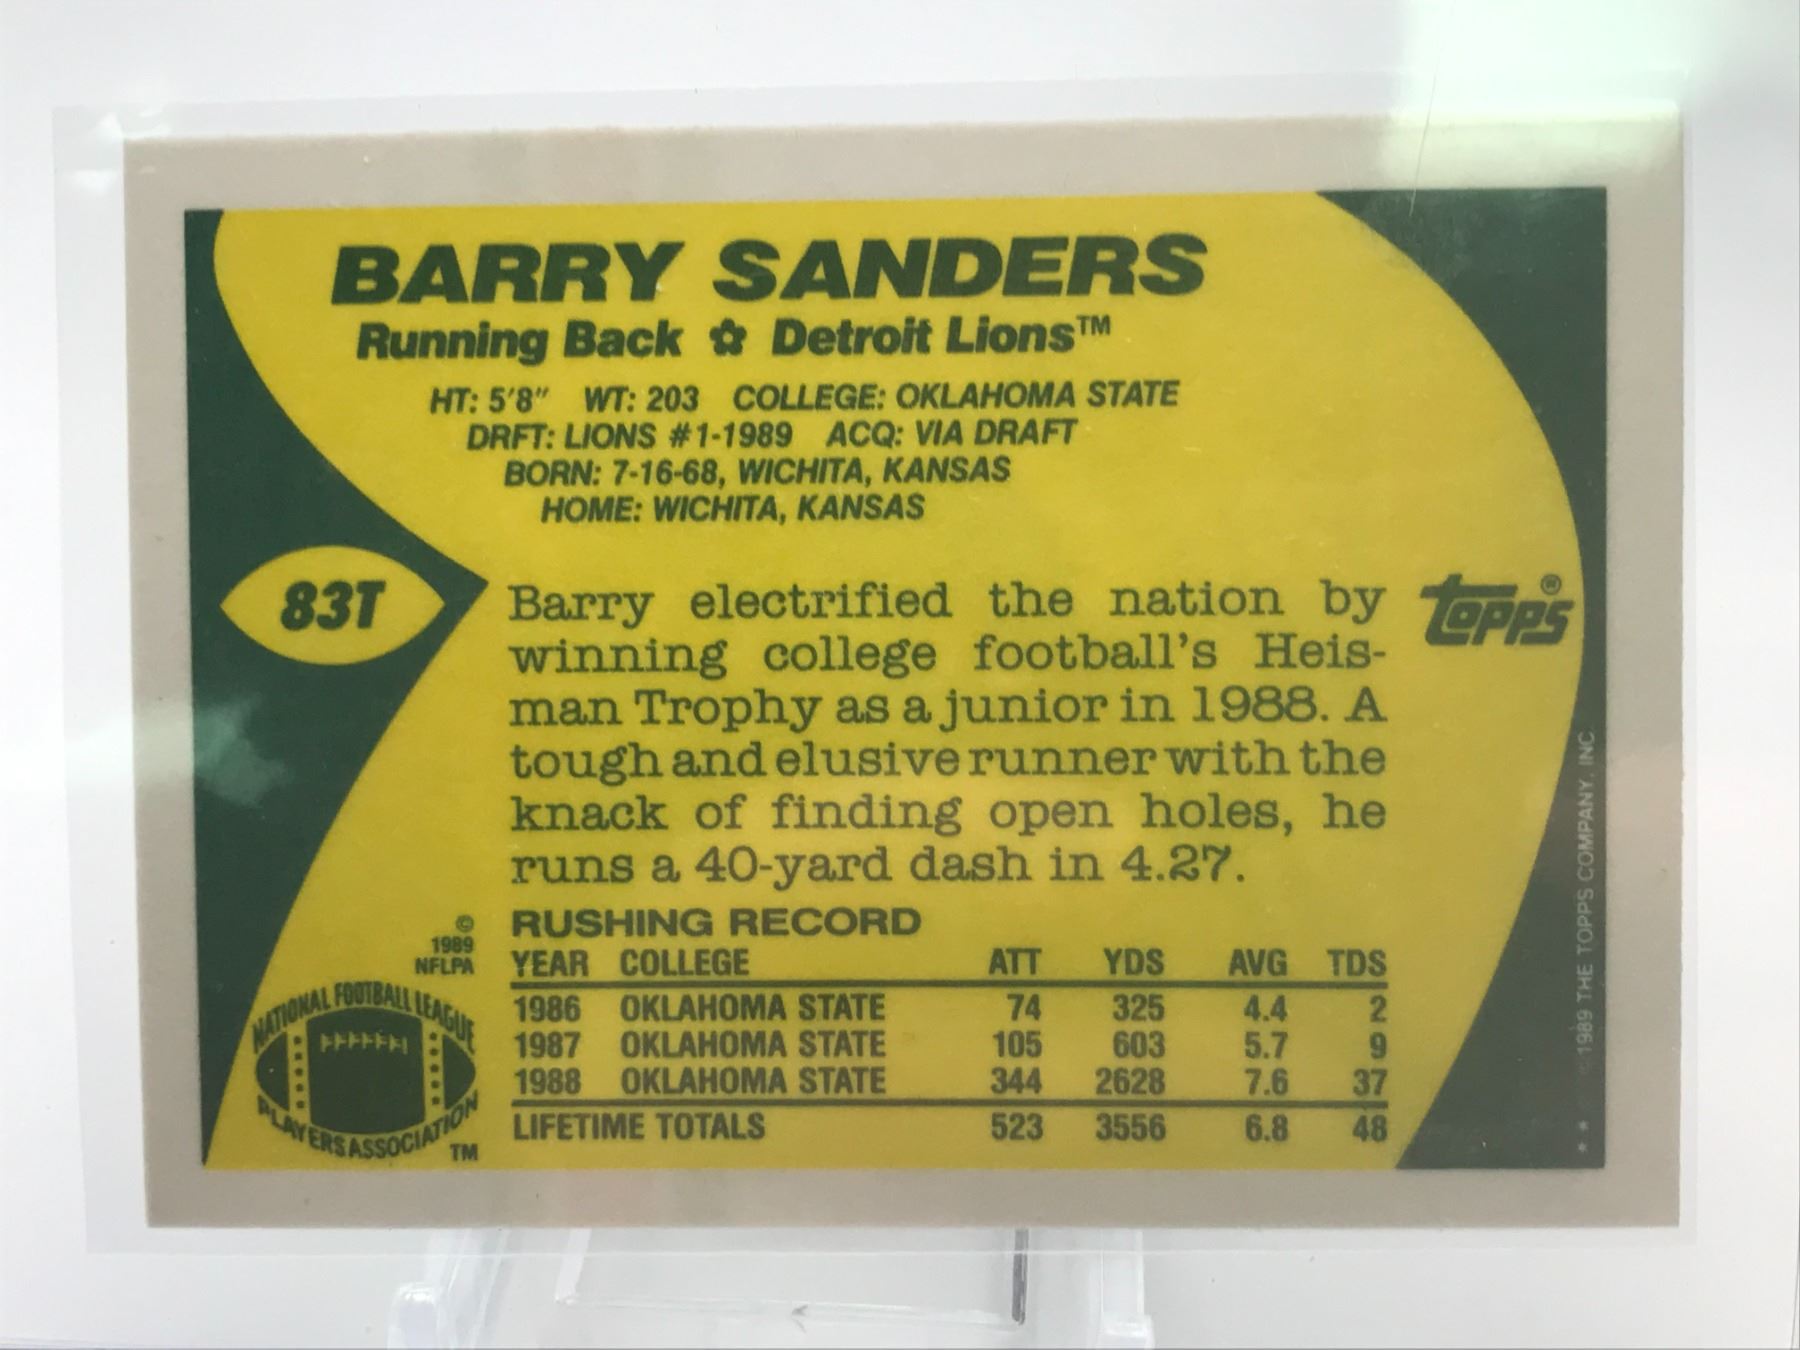 BARRY SANDERS
Running Back ✿ Detroit Lions™
HT: 5'8" WT: 203 COLLEGE: OKLAHOMA STATE
DRFT: LIONS #1-1989 ACQ: VIA DRAFT
BORN: 7-16-68, WICHITA, KANSAS
HOME: WICHITA, KANSAS
83T
Barry electrified the nation by
winning college football's Heis-
man Trophy as a junior in 1988. A
tough and elusive runner with the
knack of finding open holes, he
runs a 40-yard dash in 4.27.
topps®
© 1989 THE TOPPS COMPANY, INC.
* *
©
1989
NFLPA
NATIONAL FOOTBALL LEAGUE
PLAYERS ASSOCIATION
TM
RUSHING RECORD
YEAR COLLEGE ATT YDS AVG TDS
1986 OKLAHOMA STATE 74 325 4.4 2
1987 OKLAHOMA STATE 105 603 5.7 9
1988 OKLAHOMA STATE 344 2628 7.6 37
LIFETIME TOTALS 523 3556 6.8 48